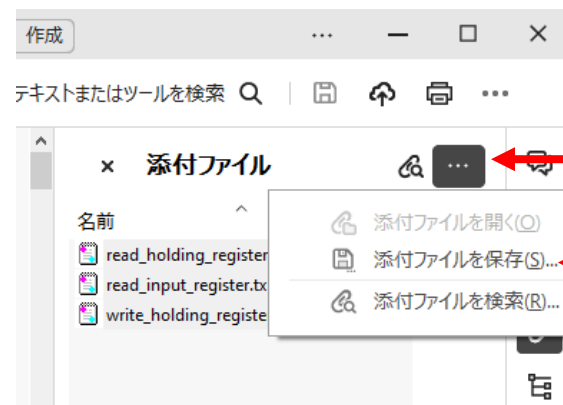 作成
テキストまたはツールを検索
添付ファイル
名前
添付ファイルを開く(O)
read_holding_register
添付ファイルを保存(S)...
read_input_register.tx
write_holding_registe
添付ファイルを検索(R)...